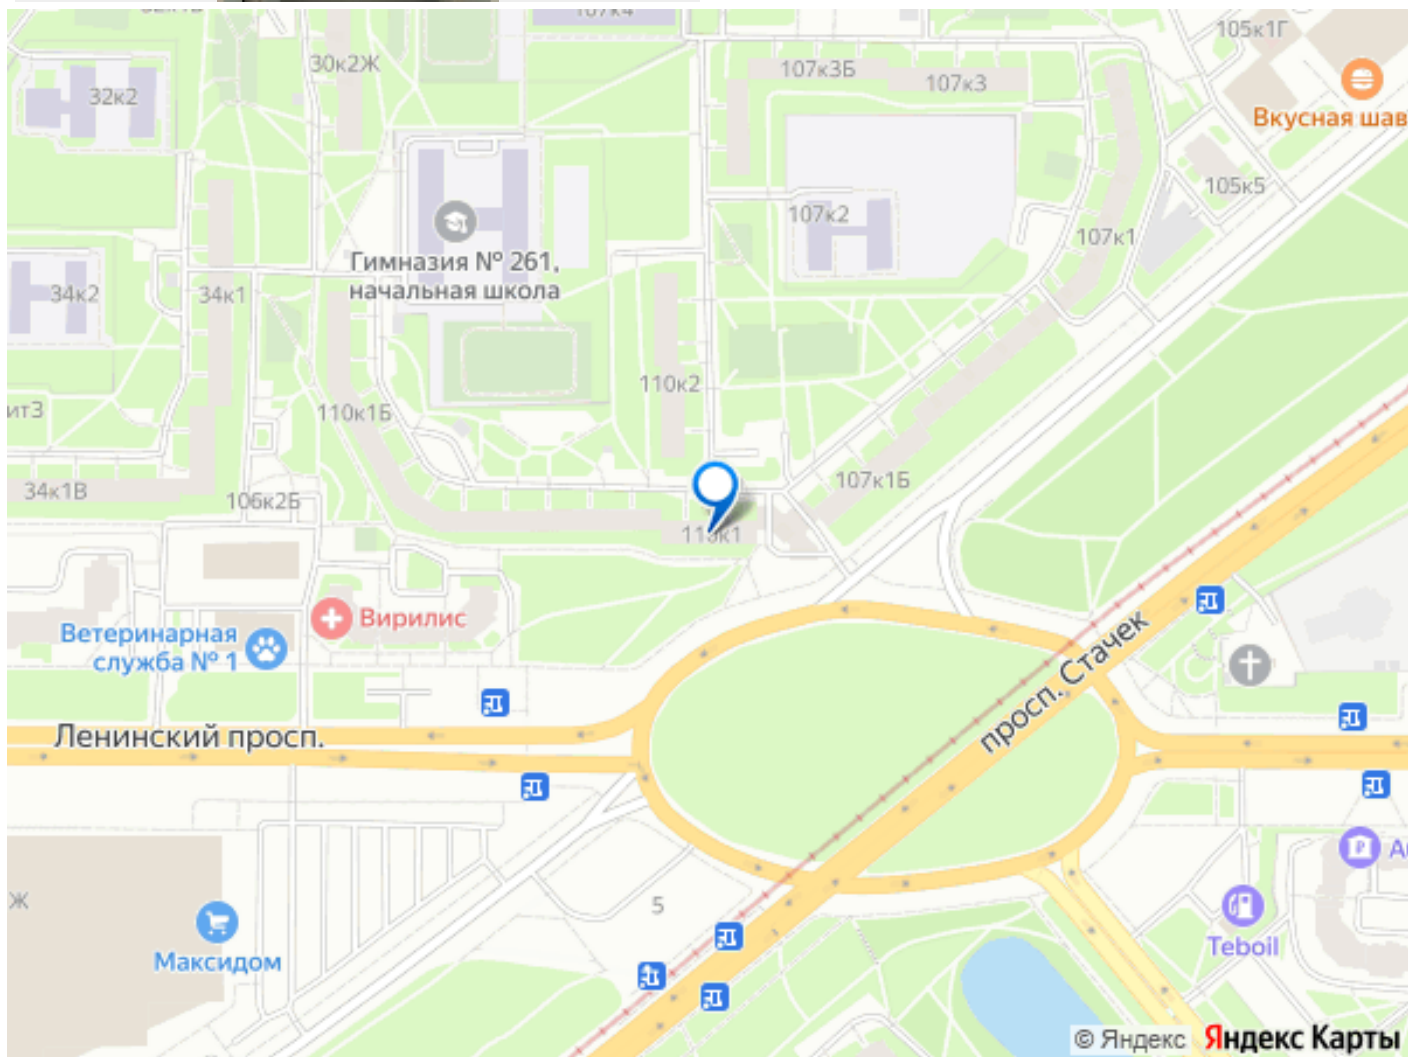 107к4
105к1Г
30к2Ж
107к3Б
107к3
32к2
Вкусная шав
105к5
107к2
107к1
Гимназия № 261,
начальная школа
34к2
34к1
110к2
110к1Б
итЗ
107к1Б
34к1В
106к2Б
110к1
Вирилис
Ветеринарная
служба № 1
просп. Стачек
Ленинский просп.
Ж
5
Максидом
Teboil
© Яндекс Яндекс Карты